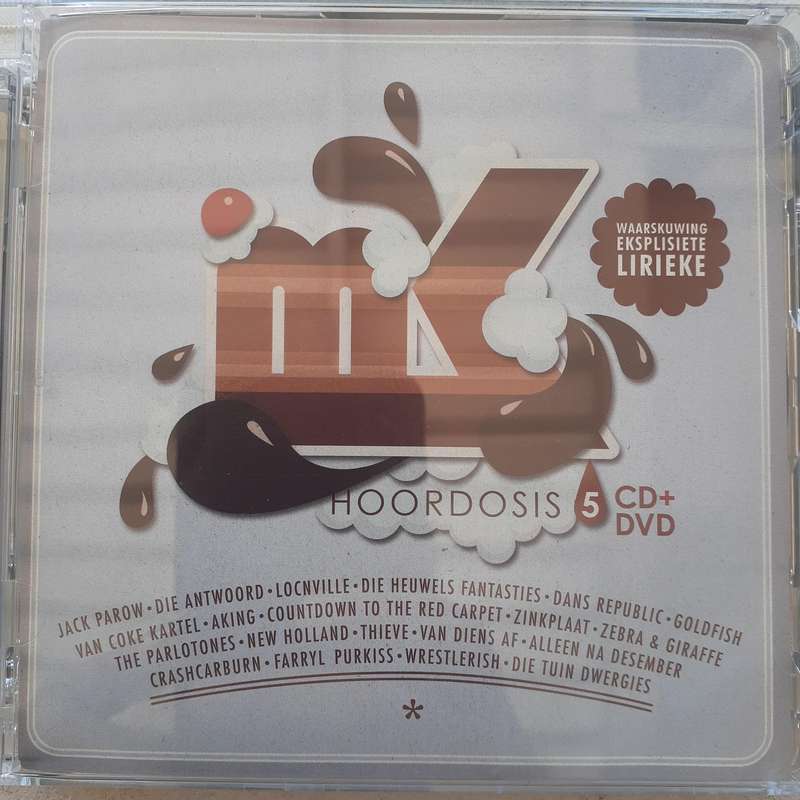 mk
WAARSKUWING
EKSPLISIETE
LIRIEKE
HOORDOSIS 5 CD+
DVD
JACK PAROW • DIE ANTWOORD • LOCNVILLE • DIE HEUWELS FANTASTIES • DANS REPUBLIC • GOLDFISH
VAN COKE KARTEL • AKING • COUNTDOWN TO THE RED CARPET • ZINKPLAAT • ZEBRA & GIRAFFE
THE PARLOTONES • NEW HOLLAND • THIEVE • VAN DIENS AF • ALLEEN NA DESEMBER
CRASHCARBURN • FARRYL PURKISS • WRESTLERISH • DIE TUIN DWERGIES
*